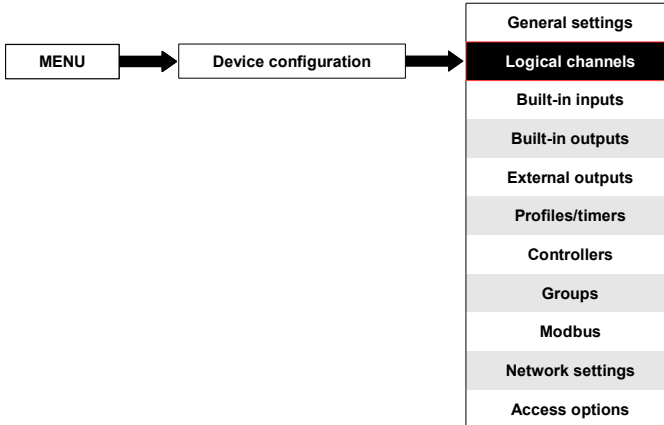 General settings
MENU
Device configuration
Logical channels
Built-in inputs
Built-in outputs
External outputs
Profiles/timers
Controllers
Groups
Modbus
Network settings
Access options